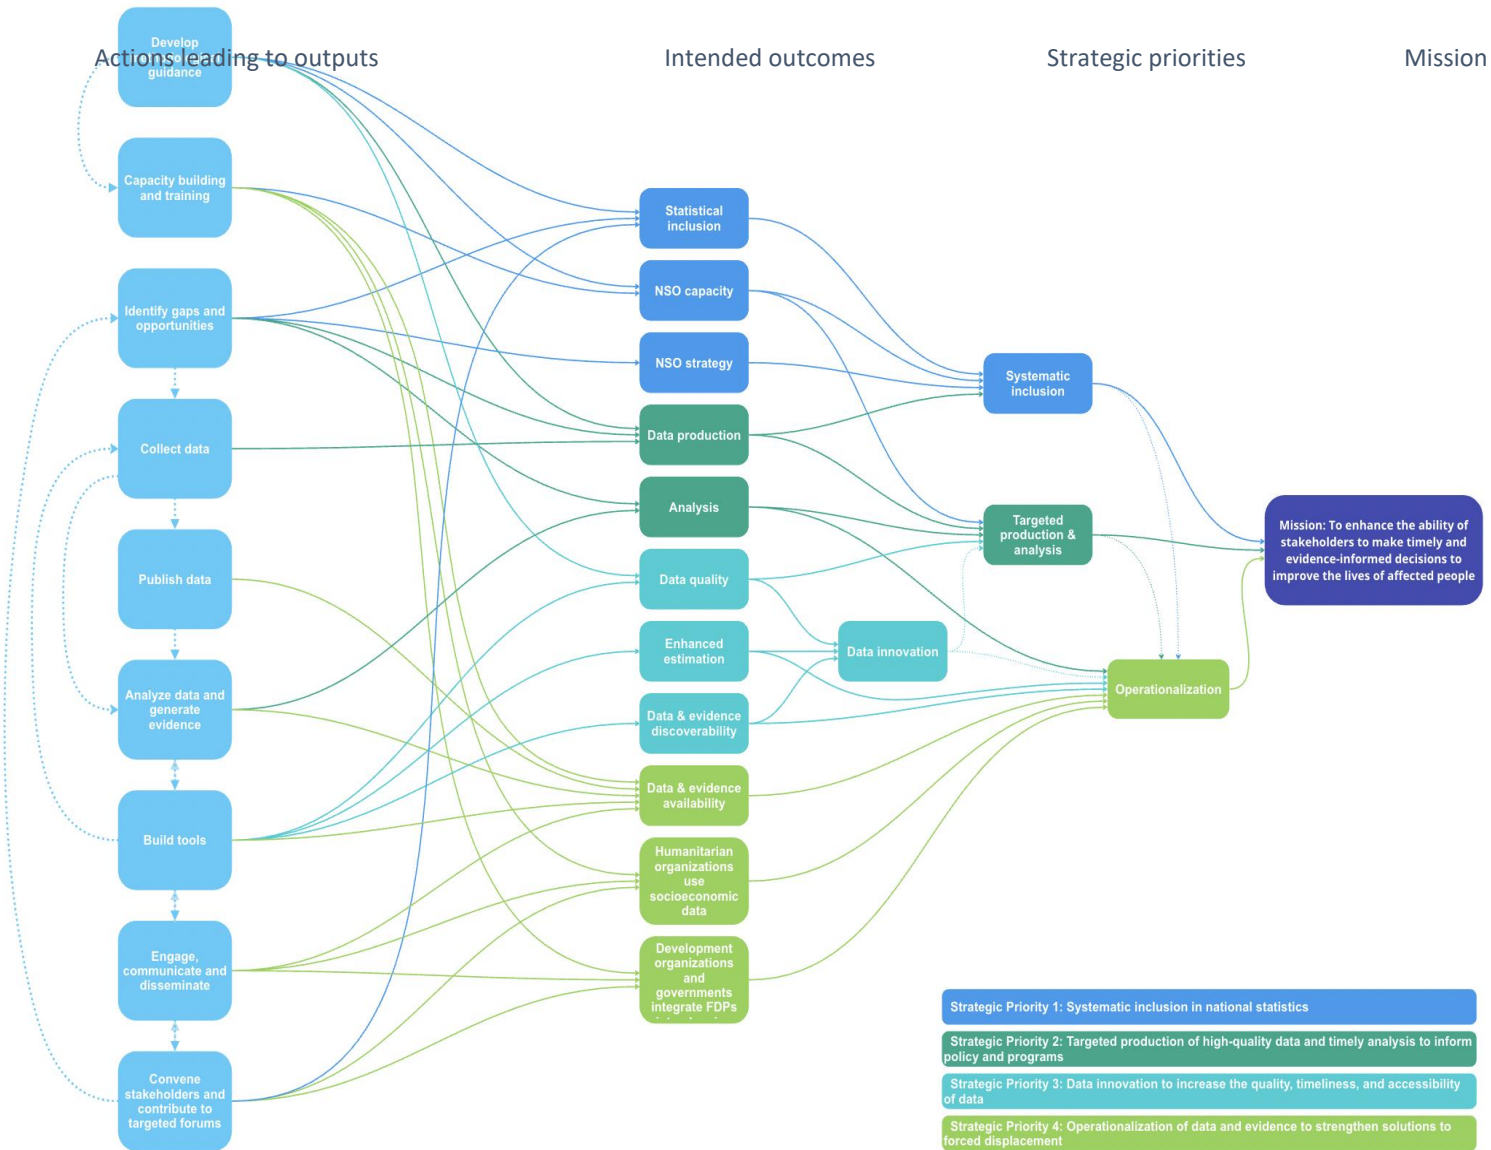 Actions leading to outputs
Intended outcomes
Strategic priorities
Mission
Develop
guidance
Capacity building
and training
Identify gaps and
opportunities
Collect data
Publish data
Analyze data and
generate
evidence
Build tools
Engage,
communicate and
disseminate
Convene
stakeholders and
contribute to
targeted forums
Statistical
inclusion
NSO capacity
NSO strategy
Data production
Analysis
Data quality
Enhanced
estimation
Data & evidence
discoverability
Data & evidence
availability
Humanitarian
organizations
use
socioeconomic
data
Development
organizations
and
governments
integrate FDPs
Data innovation
Systematic
inclusion
Targeted
production &
analysis
Operationalization
Mission: To enhance the ability of
stakeholders to make timely and
evidence-informed decisions to
improve the lives of affected people
Strategic Priority 1: Systematic inclusion in national statistics
Strategic Priority 2: Targeted production of high-quality data and timely analysis to inform
policy and programs
Strategic Priority 3: Data innovation to increase the quality, timeliness, and accessibility
of data
Strategic Priority 4: Operationalization of data and evidence to strengthen solutions to
forced displacement